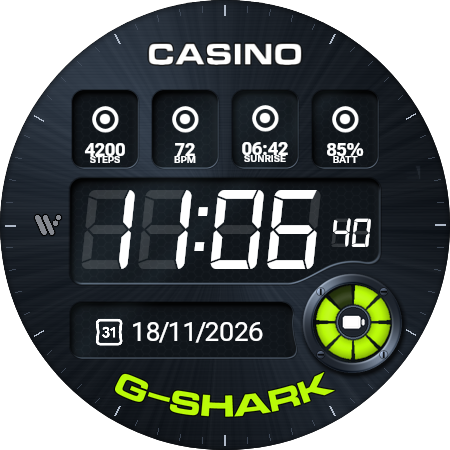 CASINO
4200 72 06:42 85%
STEPS BPM SUNRISE BATT
11:06 40
31 18/11/2026
G-SHARK